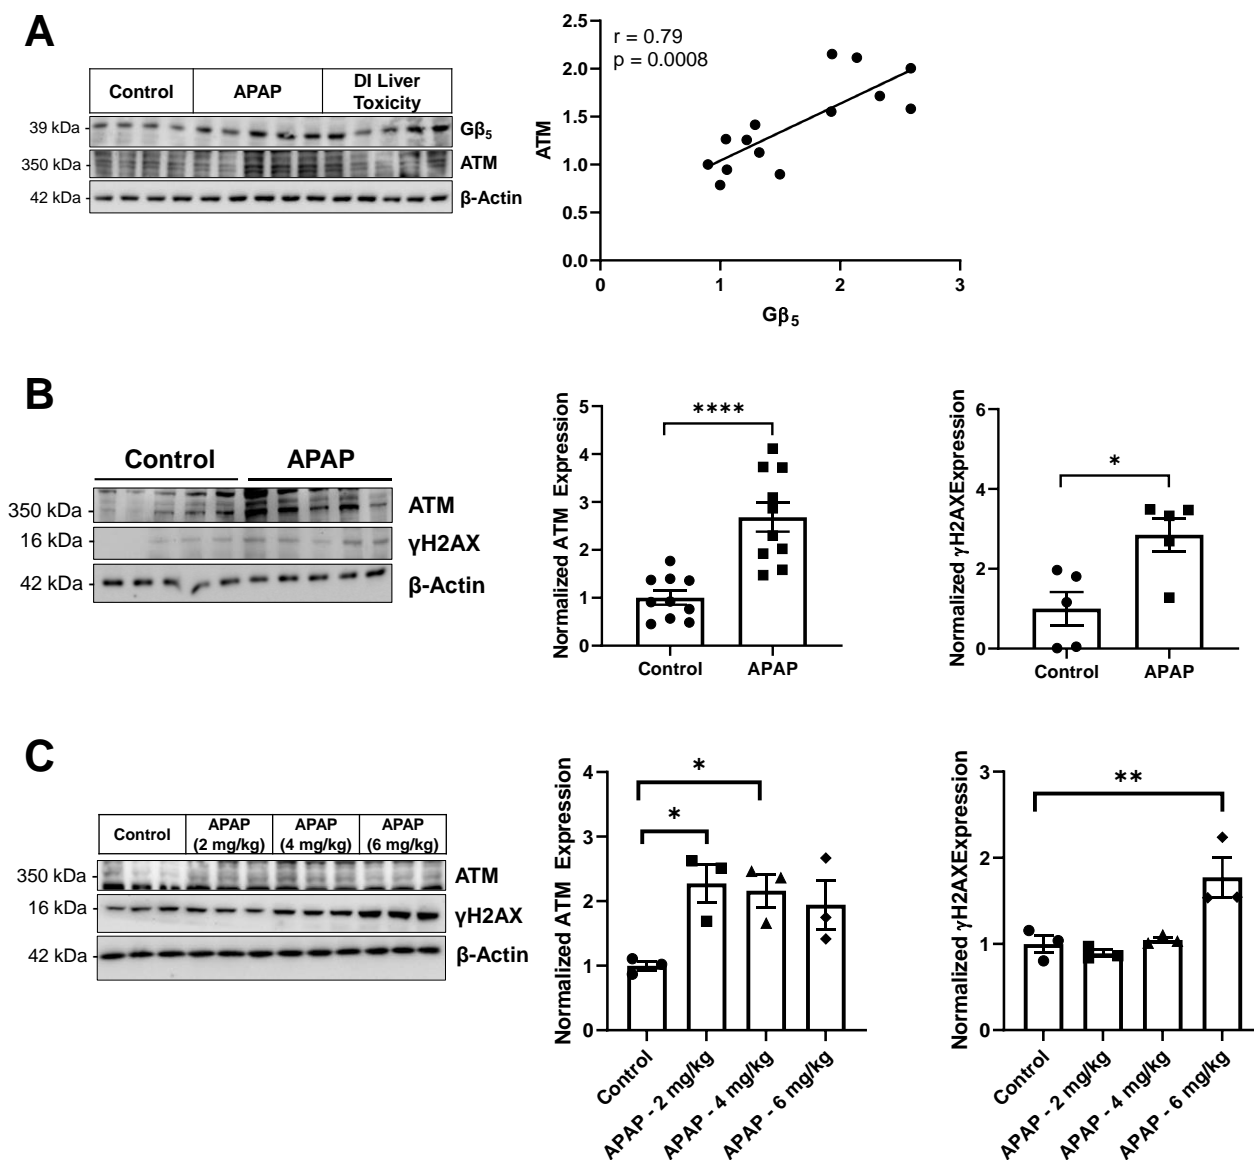 A
Control
APAP
DI Liver
Toxicity
39 kDa
Gβ5
350 kDa
ATM
42 kDa
β-Actin
r = 0.79
p = 0.0008
ATM
2.5
2.0
1.5
1.0
0.5
0.0
0
1
2
3
Gβ5
B
Control
APAP
350 kDa
ATM
16 kDa
γH2AX
42 kDa
β-Actin
Normalized ATM Expression
5
4
3
2
1
0
****
Control
APAP
Normalized γH2AXExpression
6
4
2
0
*
Control
APAP
C
Control
APAP
(2 mg/kg)
APAP
(4 mg/kg)
APAP
(6 mg/kg)
350 kDa
ATM
16 kDa
γH2AX
42 kDa
β-Actin
Normalized ATM Expression
4
3
2
1
0
*
*
Control
APAP - 2 mg/kg
APAP - 4 mg/kg
APAP - 6 mg/kg
Normalized γH2AXExpression
3
2
1
0
**
Control
APAP - 2 mg/kg
APAP - 4 mg/kg
APAP - 6 mg/kg